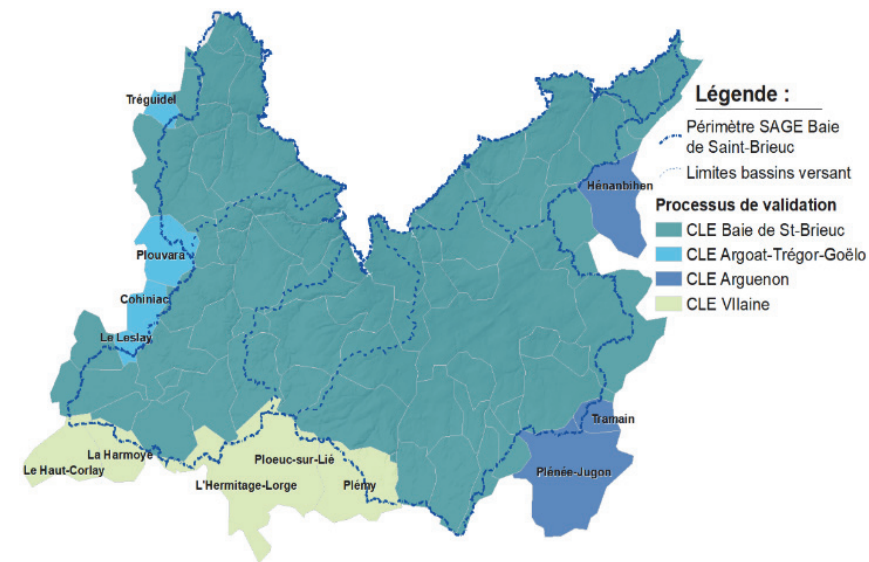 Tréguidel
Légende :
Périmètre SAGE Baie
de Saint-Brieuc
Limites bassins versant
Hénanbihen
Processus de validation
CLE Baie de St-Brieuc
CLE Argoat-Trégor-Goëlo
CLE Arguenon
CLE VIlaine
Plouvara
Cohiniac
Le Leslay
Tramain
La Harmoye
Le Haut-Corlay
Ploeuc-sur-Lié
L'Hermitage-Lorge
Plémy
Plénée-Jugon